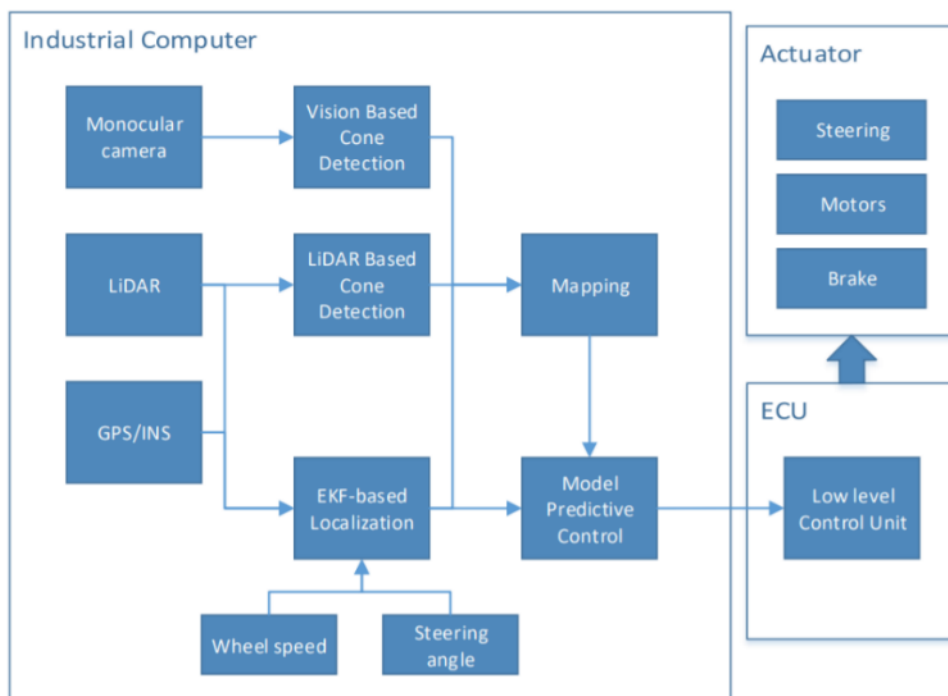 Industrial Computer
Monocular
camera
Vision Based
Cone
Detection
LiDAR
LiDAR Based
Cone
Detection
Mapping
GPS/INS
EKF-based
Localization
Model
Predictive
Control
Wheel speed
Steering
angle
Actuator
Steering
Motors
Brake
ECU
Low level
Control Unit